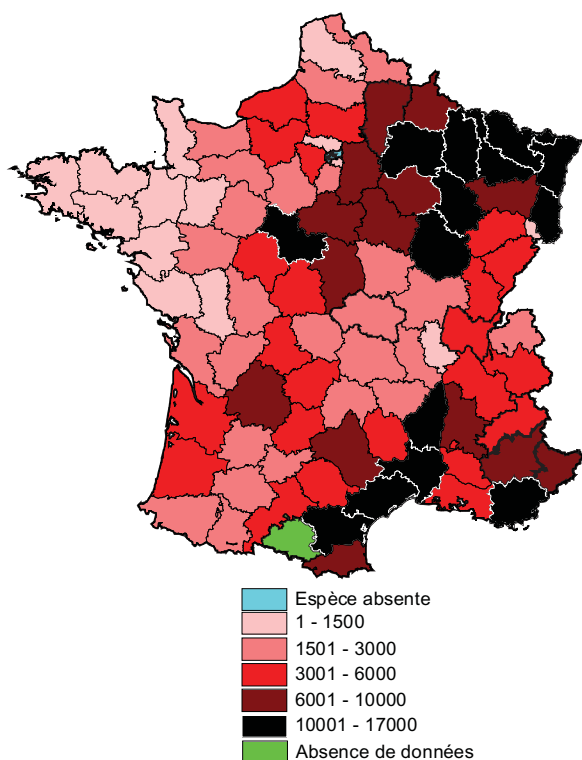 Espèce absente
1 - 1500
1501 - 3000
3001 - 6000
6001 - 10000
10001 - 17000
Absence de données